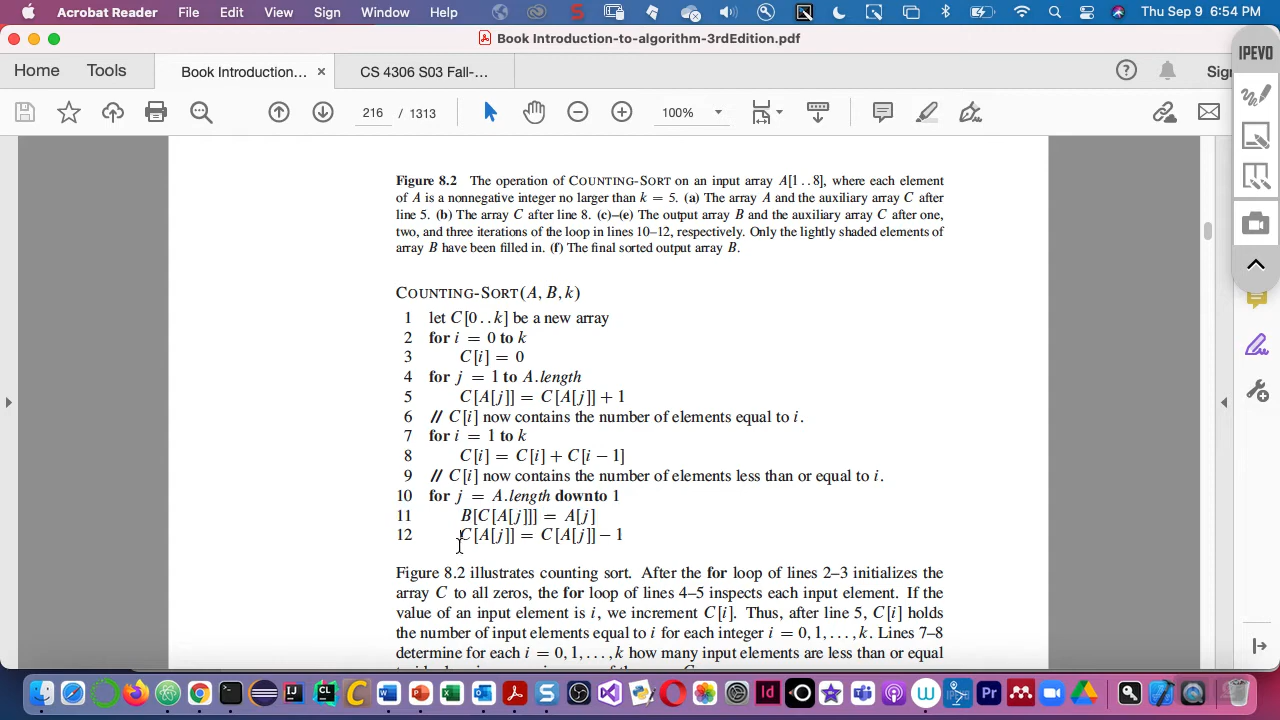 Acrobat Reader File Edit View Sign Window Help Thu Sep 9 6:54 PM
Book Introduction-to-algorithm-3rdEdition.pdf
IPEVO
Home Tools Book Introduction... × CS 4306 S03 Fall-... Sign
216 / 1313 100%
Figure 8.2 The operation of COUNTING-SORT on an input array A[1 . . 8], where each element
of A is a nonnegative integer no larger than k = 5. (a) The array A and the auxiliary array C after
line 5. (b) The array C after line 8. (c)–(e) The output array B and the auxiliary array C after one,
two, and three iterations of the loop in lines 10–12, respectively. Only the lightly shaded elements of
array B have been filled in. (f) The final sorted output array B.
COUNTING-SORT(A, B, k)
1 let C[0 . . k] be a new array
2 for i = 0 to k
3 C[i] = 0
4 for j = 1 to A.length
5 C[A[j]] = C[A[j]] + 1
6 // C[i] now contains the number of elements equal to i.
7 for i = 1 to k
8 C[i] = C[i] + C[i − 1]
9 // C[i] now contains the number of elements less than or equal to i.
10 for j = A.length downto 1
11 B[C[A[j]]] = A[j]
12 C[A[j]] = C[A[j]] − 1
Figure 8.2 illustrates counting sort. After the for loop of lines 2–3 initializes the
array C to all zeros, the for loop of lines 4–5 inspects each input element. If the
value of an input element is i, we increment C[i]. Thus, after line 5, C[i] holds
the number of input elements equal to i for each integer i = 0, 1, . . . , k. Lines 7–8
determine for each i = 0, 1, . . . , k how many input elements are less than or equal